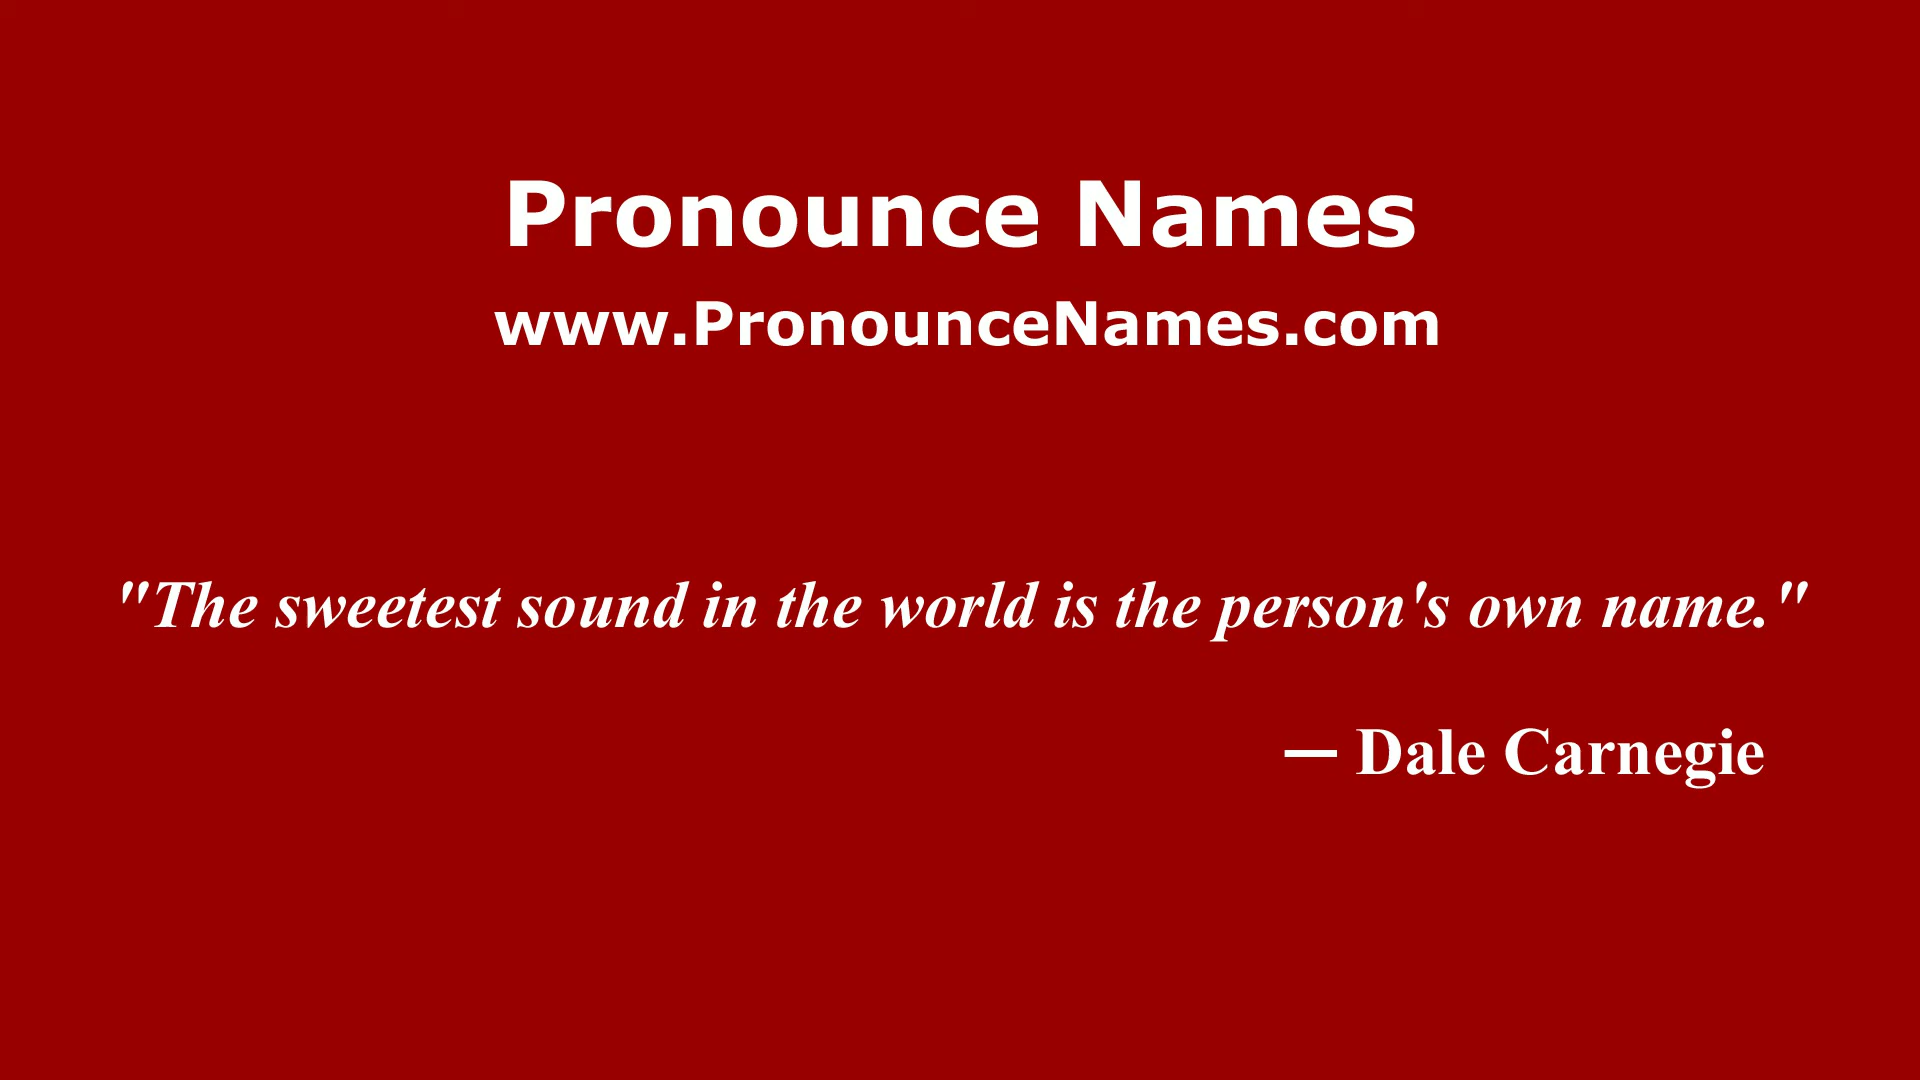 Pronounce Names
www.PronounceNames.com
"The sweetest sound in the world is the person's own name."
— Dale Carnegie